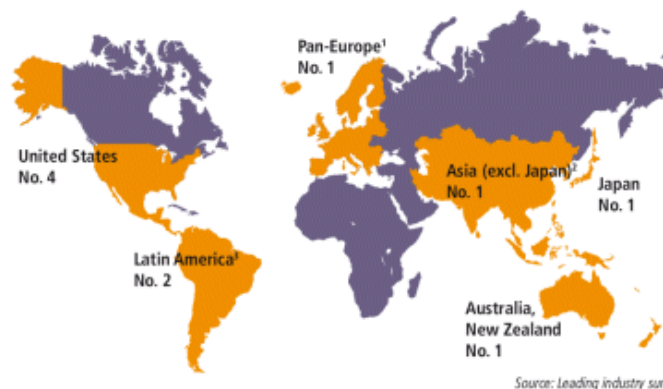 Pan-Europe¹
No. 1
United States
No. 4
Asia (excl. Japan)²
No. 1
Japan
No. 1
Latin America³
No. 2
Australia,
New Zealand
No. 1
Source: Leading industry